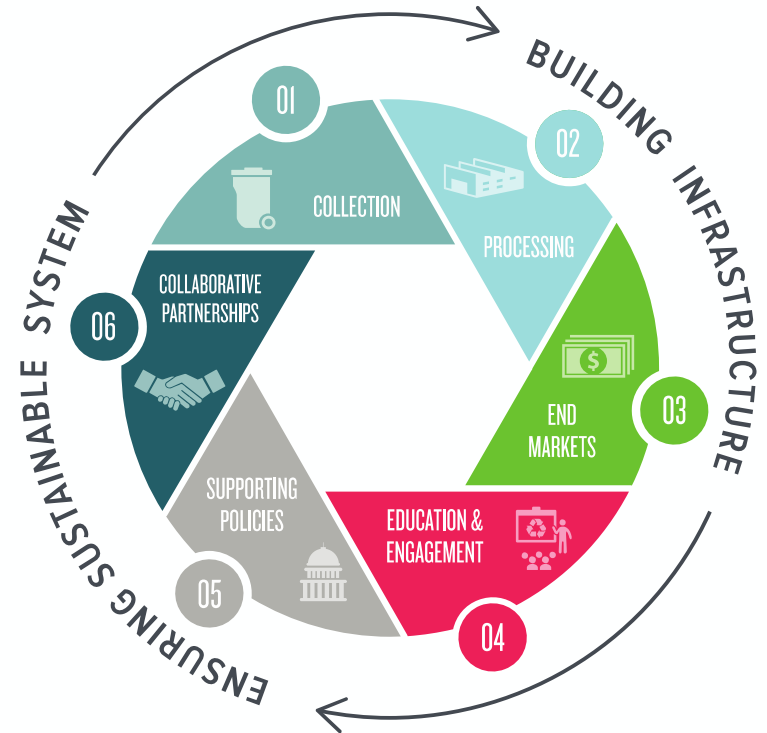 BUILDING INFRASTRUCTURE
01
COLLECTION
02
PROCESSING
$
03
END
MARKETS
04
EDUCATION &
ENGAGEMENT
05
SUPPORTING
POLICIES
06
COLLABORATIVE
PARTNERSHIPS
ENSURING SUSTAINABLE SYSTEM